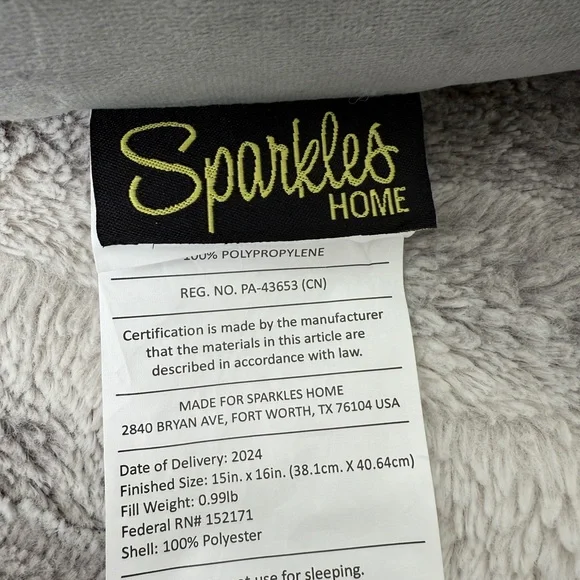 Sparkles
HOME
100% POLYPROPYLENE
REG. NO. PA-43653 (CN)
Certification is made by the manufacturer
that the materials in this article are
described in accordance with law.
MADE FOR SPARKLES HOME
2840 BRYAN AVE, FORT WORTH, TX 76104 USA
Date of Delivery: 2024
Finished Size: 15in. x 16in. (38.1cm. X 40.64cm)
Fill Weight: 0.99lb
Federal RN# 152171
Shell: 100% Polyester
use for sleeping.